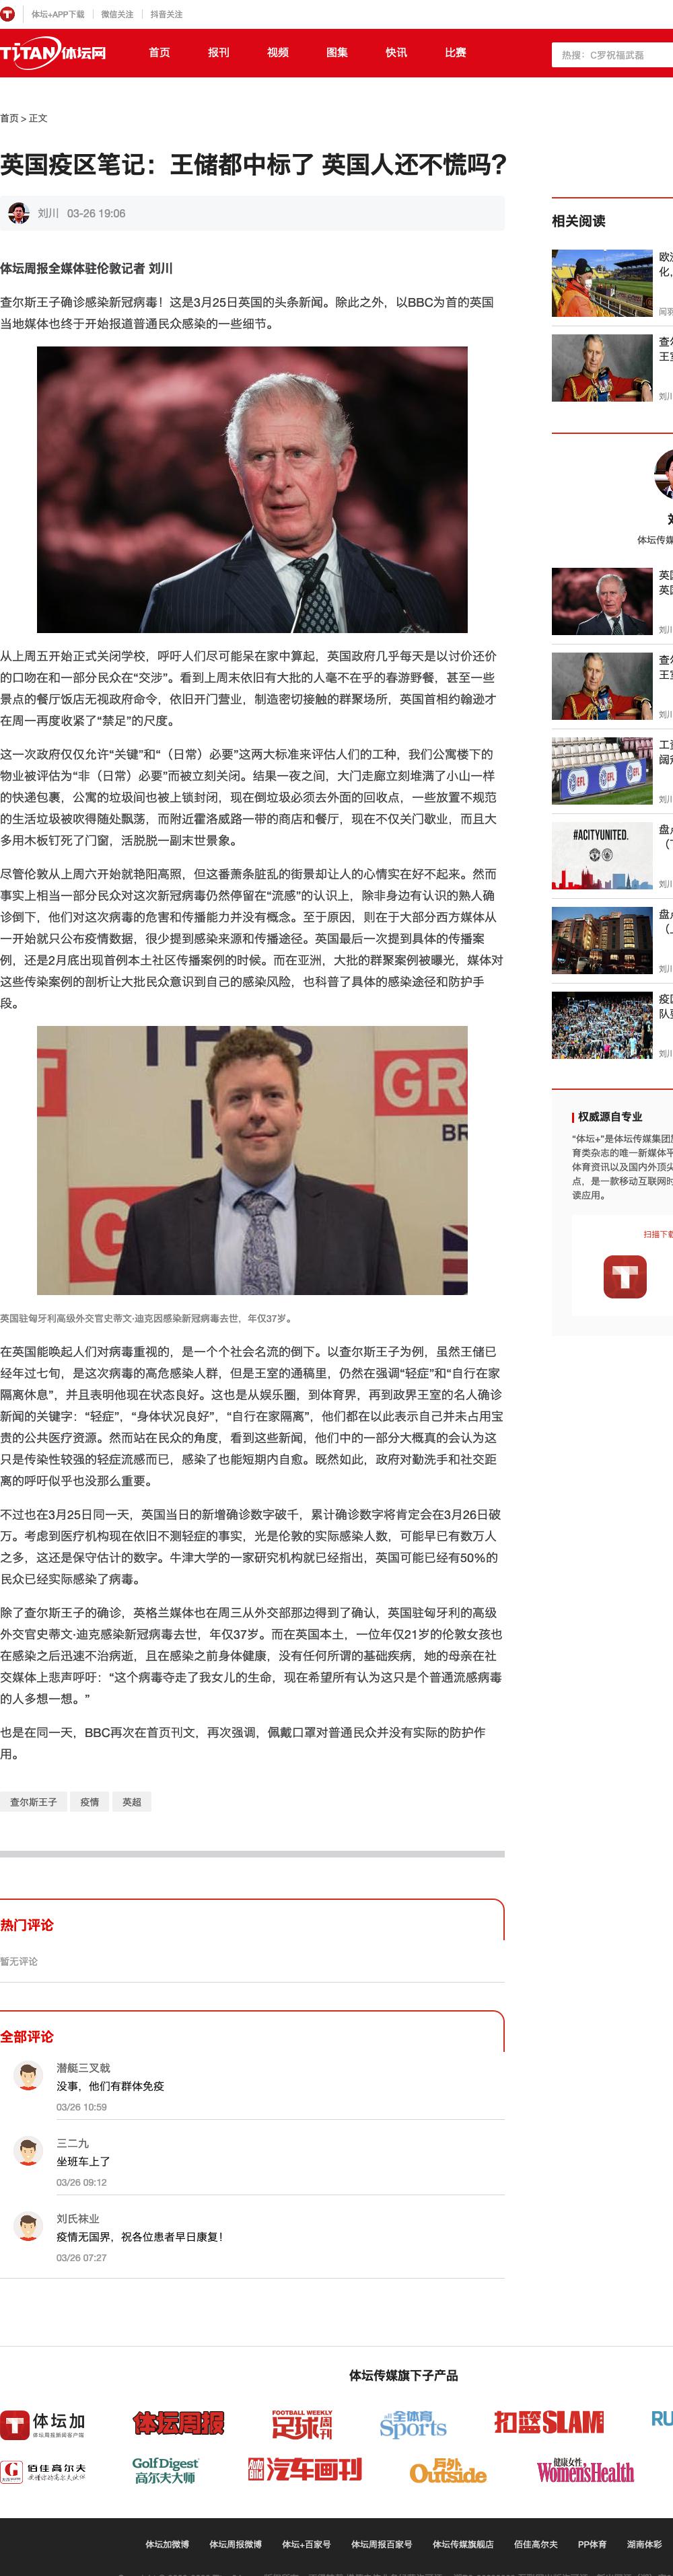 体坛+APP下载
微信关注
抖音关注
TiTAN体坛网
首页
报刊
视频
图集
快讯
比赛
热搜：C罗祝福武磊
首页 > 正文
英国疫区笔记：王储都中标了 英国人还不慌吗？
刘川 03-26 19:06
体坛周报全媒体驻伦敦记者 刘川
查尔斯王子确诊感染新冠病毒！这是3月25日英国的头条新闻。除此之外，以BBC为首的英国
当地媒体也终于开始报道普通民众感染的一些细节。
从上周五开始正式关闭学校，呼吁人们尽可能呆在家中算起，英国政府几乎每天是以讨价还价
的口吻在和一部分民众在“交涉”。看到上周末依旧有大批的人毫不在乎的春游野餐，甚至一些
景点的餐厅饭店无视政府命令，依旧开门营业，制造密切接触的群聚场所，英国首相约翰逊才
在周一再度收紧了“禁足”的尺度。
这一次政府仅仅允许“关键”和“（日常）必要”这两大标准来评估人们的工种，我们公寓楼下的
物业被评估为“非（日常）必要”而被立刻关闭。结果一夜之间，大门走廊立刻堆满了小山一样
的快递包裹，公寓的垃圾间也被上锁封闭，现在倒垃圾必须去外面的回收点，一些放置不规范
的生活垃圾被吹得随处飘荡，而附近霍洛威路一带的商店和餐厅，现在不仅关门歇业，而且大
多用木板钉死了门窗，活脱脱一副末世景象。
尽管伦敦从上周六开始就艳阳高照，但这番萧条脏乱的街景却让人的心情实在好不起来。然而
事实上相当一部分民众对这次新冠病毒仍然停留在“流感”的认识上，除非身边有认识的熟人确
诊倒下，他们对这次病毒的危害和传播能力并没有概念。至于原因，则在于大部分西方媒体从
一开始就只公布疫情数据，很少提到感染来源和传播途径。英国最后一次提到具体的传播案
例，还是2月底出现首例本土社区传播案例的时候。而在亚洲，大批的群聚案例被曝光，媒体对
这些传染案例的剖析让大批民众意识到自己的感染风险，也科普了具体的感染途径和防护手
段。
THIS IS
GR
GR
BR
G
英国驻匈牙利高级外交官史蒂文·迪克因感染新冠病毒去世，年仅37岁。
在英国能唤起人们对病毒重视的，是一个个社会名流的倒下。以查尔斯王子为例，虽然王储已
经年过七旬，是这次病毒的高危感染人群，但是王室的通稿里，仍然在强调“轻症”和“自行在家
隔离休息”，并且表明他现在状态良好。这也是从娱乐圈，到体育界，再到政界王室的名人确诊
新闻的关键字：“轻症”，“身体状况良好”，“自行在家隔离”，他们都在以此表示自己并未占用宝
贵的公共医疗资源。然而站在民众的角度，看到这些新闻，他们中的一部分大概真的会认为这
只是传染性较强的轻症流感而已，感染了也能短期内自愈。既然如此，政府对勤洗手和社交距
离的呼吁似乎也没那么重要。
不过也在3月25日同一天，英国当日的新增确诊数字破千，累计确诊数字将肯定会在3月26日破
万。考虑到医疗机构现在依旧不测轻症的事实，光是伦敦的实际感染人数，可能早已有数万人
之多，这还是保守估计的数字。牛津大学的一家研究机构就已经指出，英国可能已经有50%的
民众已经实际感染了病毒。
除了查尔斯王子的确诊，英格兰媒体也在周三从外交部那边得到了确认，英国驻匈牙利的高级
外交官史蒂文·迪克感染新冠病毒去世，年仅37岁。而在英国本土，一位年仅21岁的伦敦女孩也
在感染之后迅速不治病逝，且在感染之前身体健康，没有任何所谓的基础疾病，她的母亲在社
交媒体上悲声呼吁：“这个病毒夺走了我女儿的生命，现在希望所有认为这只是个普通流感病毒
的人多想一想。”
也是在同一天，BBC再次在首页刊文，再次强调，佩戴口罩对普通民众并没有实际的防护作
用。
查尔斯王子
疫情
英超
热门评论
暂无评论
全部评论
潜艇三叉戟
没事，他们有群体免疫
03/26 10:59
三二九
坐班车上了
03/26 09:12
刘氏袜业
疫情无国界，祝各位患者早日康复！
03/26 07:27
相关阅读
欧洲
化，
闻羽
查尔
王室
刘川
刘
体坛传媒
英国
英国
刘川
查尔
王室
刘川
工资
EFL
阔
刘川
#ACITYUNITED.
盘点
（下
刘川
盘点
（上
刘川
疫区
队
刘川
权威源自专业
“体坛+”是体坛传媒集团
育类杂志的唯一新媒体平
体育资讯以及国内外顶尖
点，是一款移动互联网时
读应用。
扫描下载
体坛传媒旗下子产品
体坛加
体坛周报新闻客户端
体坛周报
FOOTBALL WEEKLY
足球周刊
全体育
all Sports
扣篮SLAM
RU
佰佳高尔夫
更懂你的高尔夫伙伴
Golf Digest
高尔夫大师
汽车画刊
户外
Outside
健康女性
Women'sHealth
体坛加微博
体坛周报微博
体坛+百家号
体坛周报百家号
体坛传媒旗舰店
佰佳高尔夫
PP体育
湖南体彩